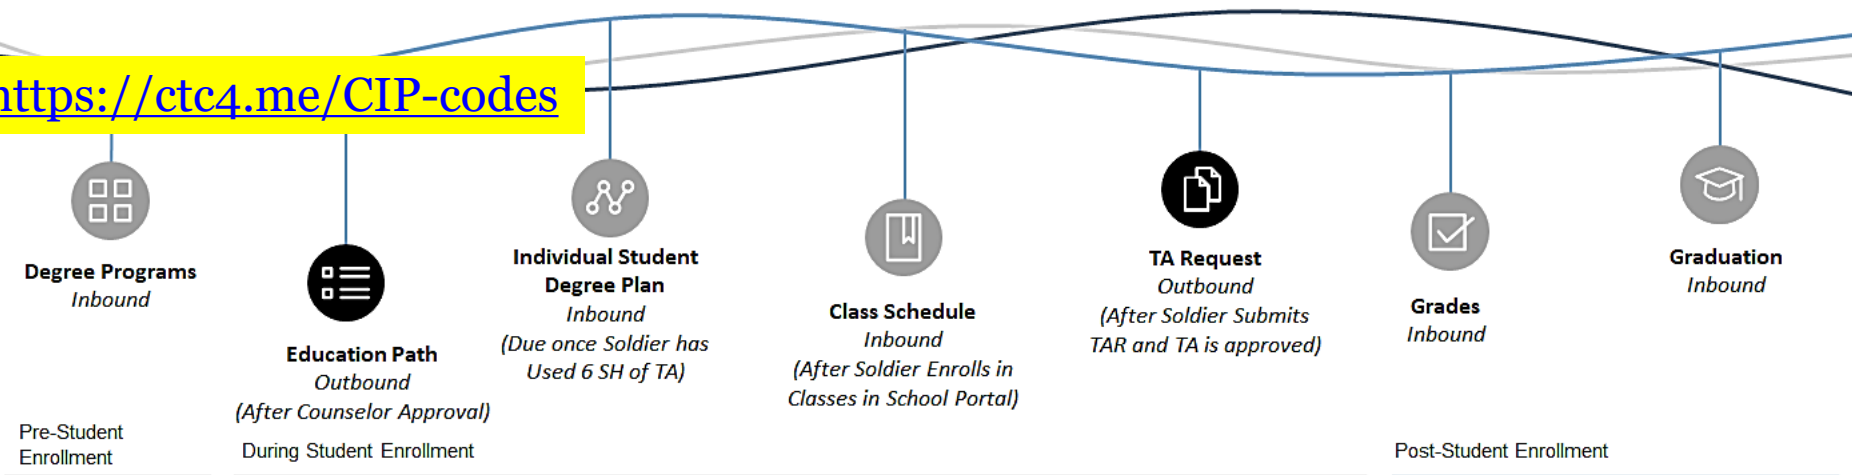 https://ctc4.me/CIP-codes
Degree Programs
Inbound
Education Path
Outbound
(After Counselor Approval)
Individual Student
Degree Plan
Inbound
(Due once Soldier has
Used 6 SH of TA)
Class Schedule
Inbound
(After Soldier Enrolls in
Classes in School Portal)
TA Request
Outbound
(After Soldier Submits
TAR and TA is approved)
Grades
Inbound
Graduation
Inbound
Pre-Student
Enrollment
During Student Enrollment
Post-Student Enrollment